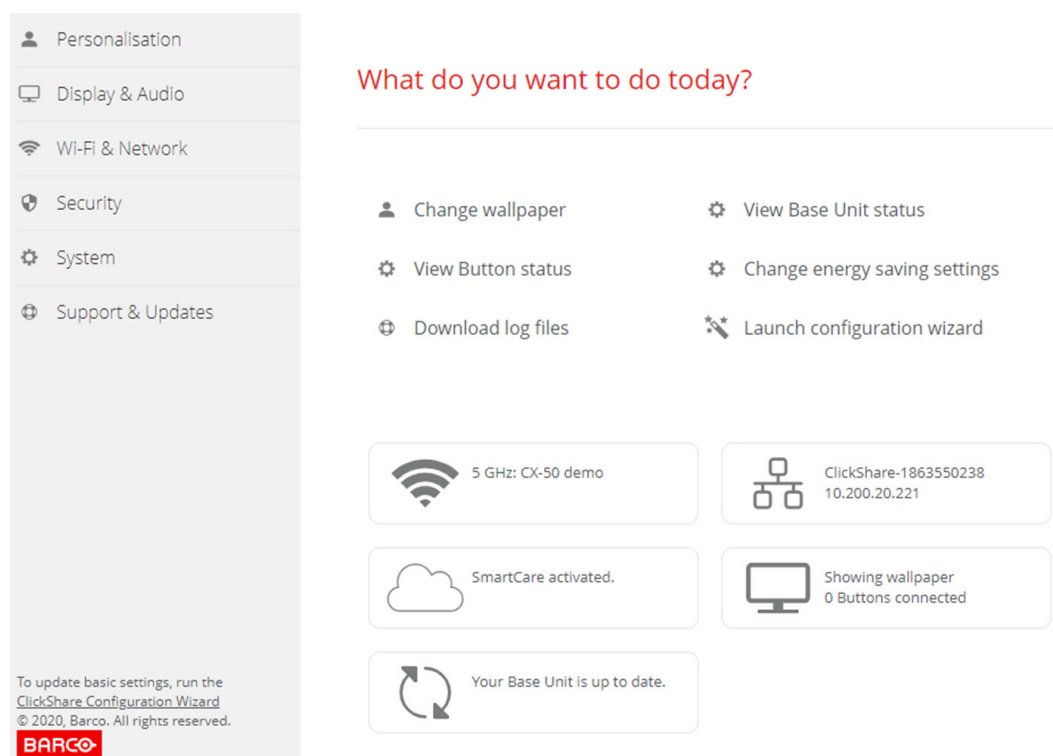 Personalisation
Display & Audio
Wi-Fi & Network
Security
System
Support & Updates
To update basic settings, run the
ClickShare Configuration Wizard
© 2020, Barco. All rights reserved.
BARCO
What do you want to do today?
Change wallpaper
View Base Unit status
View Button status
Change energy saving settings
Download log files
Launch configuration wizard
5 GHz: CX-50 demo
ClickShare-1863550238
10.200.20.221
SmartCare activated.
Showing wallpaper
0 Buttons connected
Your Base Unit is up to date.